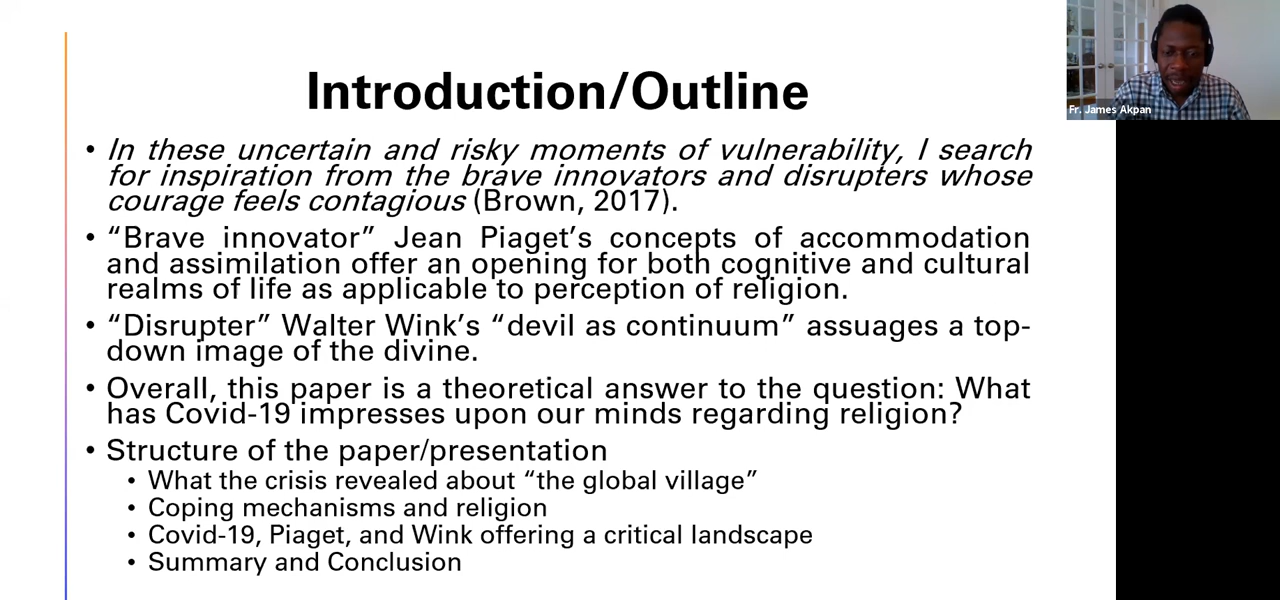 Introduction/Outline
• In these uncertain and risky moments of vulnerability, I search
for inspiration from the brave innovators and disrupters whose
courage feels contagious (Brown, 2017).
• “Brave innovator” Jean Piaget’s concepts of accommodation
and assimilation offer an opening for both cognitive and cultural
realms of life as applicable to perception of religion.
• “Disrupter” Walter Wink’s “devil as continuum” assuages a top-
down image of the divine.
• Overall, this paper is a theoretical answer to the question: What
has Covid-19 impresses upon our minds regarding religion?
• Structure of the paper/presentation
• What the crisis revealed about “the global village”
• Coping mechanisms and religion
• Covid-19, Piaget, and Wink offering a critical landscape
• Summary and Conclusion
Fr. James Akpan